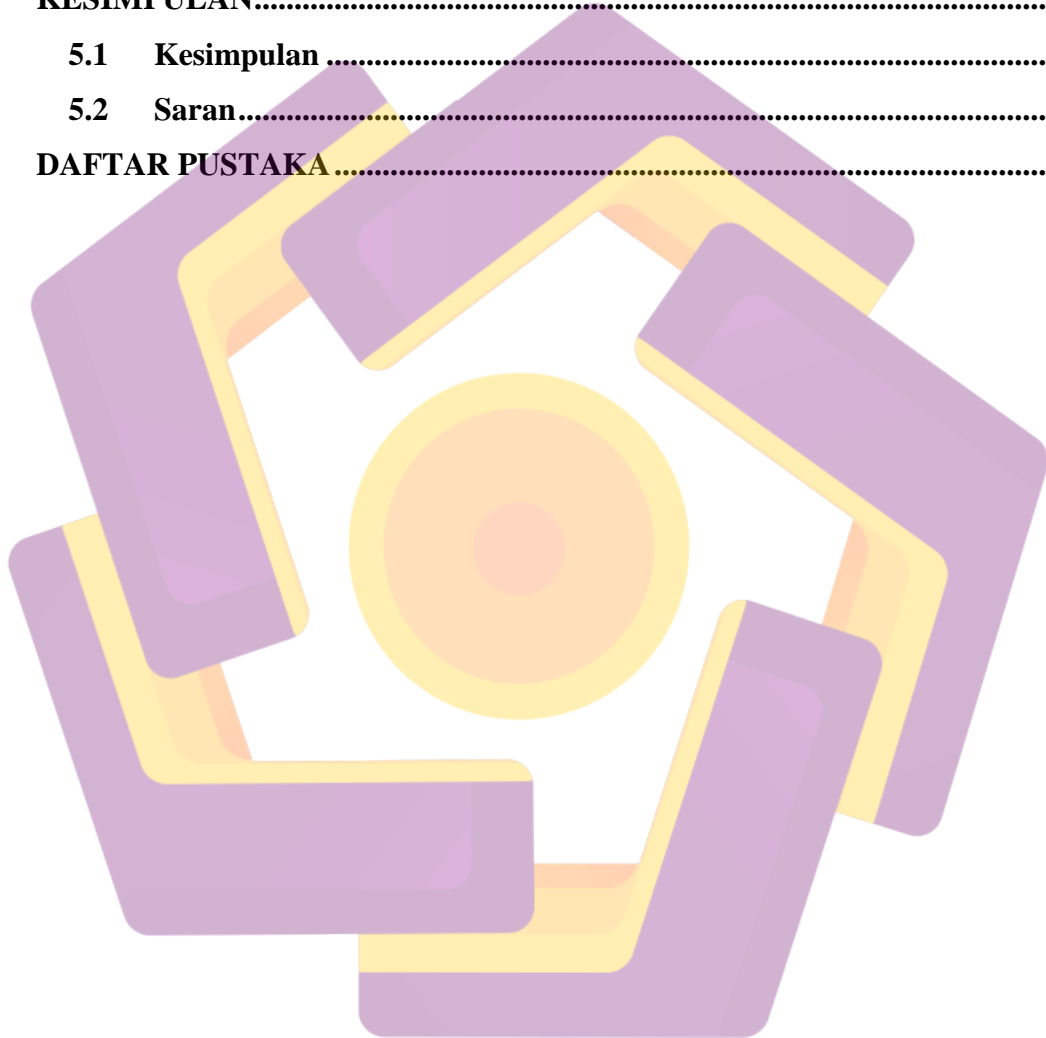 KESIMPULAN................................................................................................
5.1 Kesimpulan................................................................................................
5.2 Saran................................................................................................
DAFTAR PUSTAKA................................................................................................